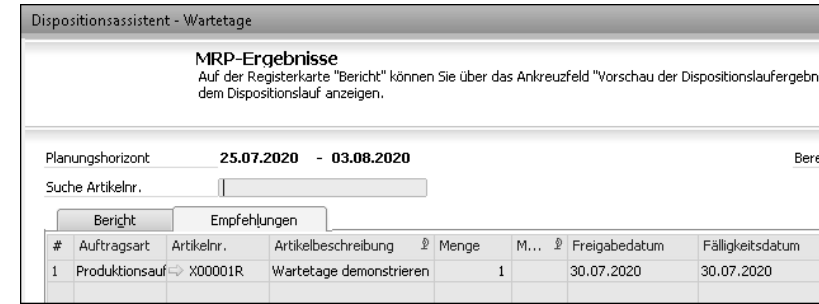 Dispositionsassistent - Wartetage
MRP-Ergebnisse
Auf der Registerkarte "Bericht" können Sie über das Ankreuzfeld "Vorschau der Dispositionslaufergebn
dem Dispositionslauf anzeigen.
Planungshorizont 25.07.2020 - 03.08.2020 Bere
Suche Artikelnr.
Bericht Empfehlungen
# Auftragsart Artikelnr. Artikelbeschreibung Menge M... Freigabedatum Fälligkeitsdatum
1 Produktionsauf X00001R Wartetage demonstrieren 1 30.07.2020 30.07.2020